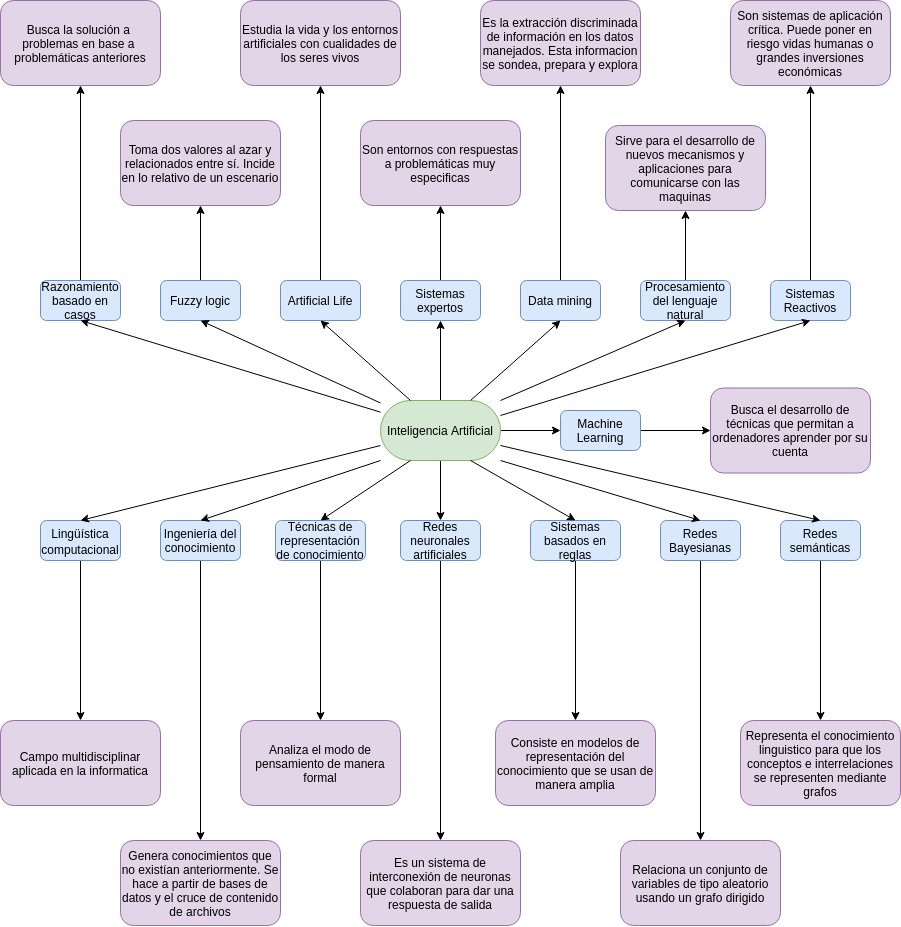 Busca la solución a
problemas en base a
problemáticas anteriores
Estudia la vida y los entornos
artificiales con cualidades de
los seres vivos
Es la extracción discriminada
de información en los datos
manejados. Esta informacion
se sondea, prepara y explora
Son sistemas de aplicación
crítica. Puede poner en
riesgo vidas humanas o
grandes inversiones
económicas
Toma dos valores al azar y
relacionados entre sí. Incide
en lo relativo de un escenario
Son entornos con respuestas
a problemáticas muy
especificas
Sirve para el desarrollo de
nuevos mecanismos y
aplicaciones para
comunicarse con las
maquinas
Razonamiento
basado en
casos
Fuzzy logic
Artificial Life
Sistemas
expertos
Data mining
Procesamiento
del lenguaje
natural
Sistemas
Reactivos
Inteligencia Artificial
Machine
Learning
Busca el desarrollo de
técnicas que permitan a
ordenadores aprender por su
cuenta
Lingüística
computacional
Ingeniería del
conocimiento
Técnicas de
representación
de conocimiento
Redes
neuronales
artificiales
Sistemas
basados en
reglas
Redes
Bayesianas
Redes
semánticas
Campo multidisciplinar
aplicada en la informatica
Analiza el modo de
pensamiento de manera
formal
Consiste en modelos de
representación del
conocimiento que se usan de
manera amplia
Representa el conocimiento
linguistico para que los
conceptos e interrelaciones
se representen mediante
grafos
Genera conocimientos que
no existían anteriormente. Se
hace a partir de bases de
datos y el cruce de contenido
de archivos
Es un sistema de
interconexión de neuronas
que colaboran para dar una
respuesta de salida
Relaciona un conjunto de
variables de tipo aleatorio
usando un grafo dirigido